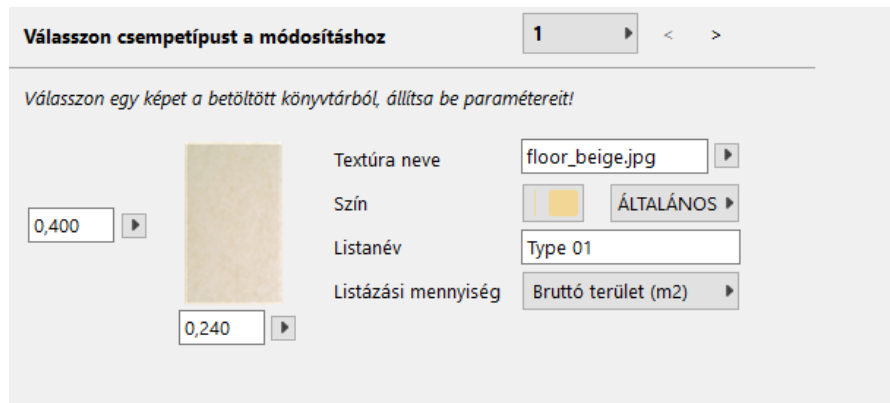 Válasszon csempetípust a módosításhoz 1 < >
Válasszon egy képet a betöltött könyvtárból, állítsa be paramétereit!
Textúra neve floor_beige.jpg
Szín ÁLTALÁNOS
0,400
Listanév Type 01
Listázási mennyiség Bruttó terület (m2)
0,240